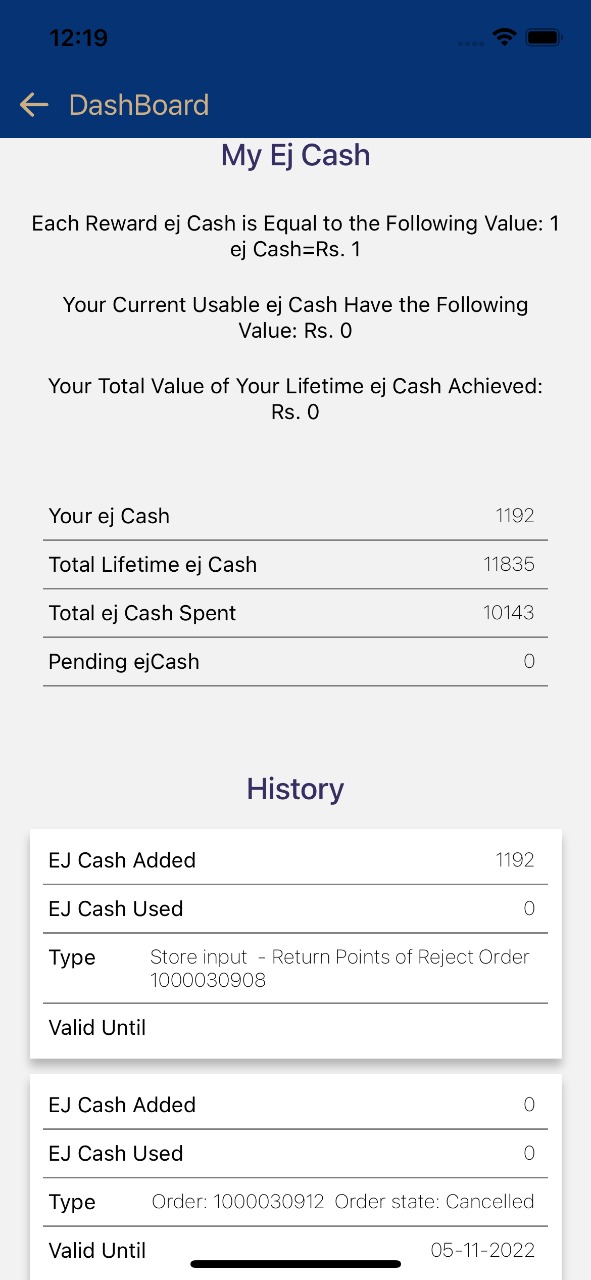 12:19
DashBoard
My Ej Cash
Each Reward ej Cash is Equal to the Following Value: 1
ej Cash=Rs. 1
Your Current Usable ej Cash Have the Following
Value: Rs. 0
Your Total Value of Your Lifetime ej Cash Achieved:
Rs. 0
Your ej Cash 1192
Total Lifetime ej Cash 11835
Total ej Cash Spent 10143
Pending ejCash 0
History
EJ Cash Added 1192
EJ Cash Used 0
Type Store input - Return Points of Reject Order
1000030908
Valid Until
EJ Cash Added 0
EJ Cash Used 0
Type Order: 1000030912 Order state: Cancelled
Valid Until 05-11-2022